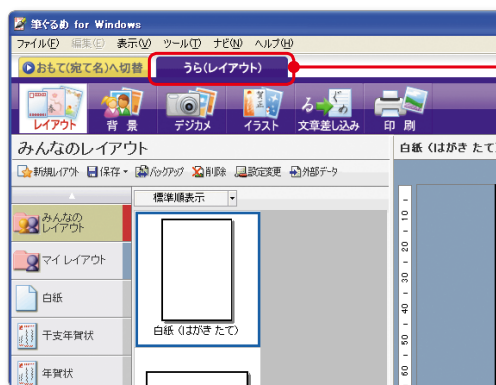 筆ぐるめ for Windows
ファイル(F) 編集(E) 表示(V) ツール(T) ナビ(N) ヘルプ(H)
おもて(宛て名)へ切替 うら(レイアウト)
レイアウト 背景 デジカメ イラスト 文章差し込み 印刷
みんなのレイアウト 白紙 (はがき たて
新規レイアウト 保存 バックアップ 削除 設定変更 外部データ
標準順表示
みんなの
レイアウト
マイ レイアウト
白紙
干支年賀状
年賀状
白紙 (はがき たて)
10
20
30
40
50
60